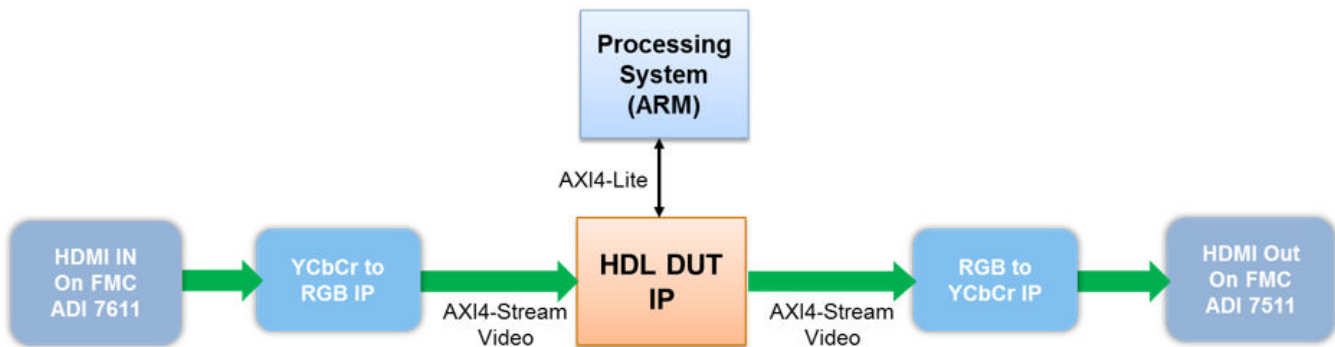 Processing
System
(ARM)
AXI4-Lite
HDMI IN
On FMC
ADI 7611
YCbCr to
RGB IP
AXI4-Stream
Video
HDL DUT
IP
AXI4-Stream
Video
RGB to
YCbCr IP
HDMI Out
On FMC
ADI 7511